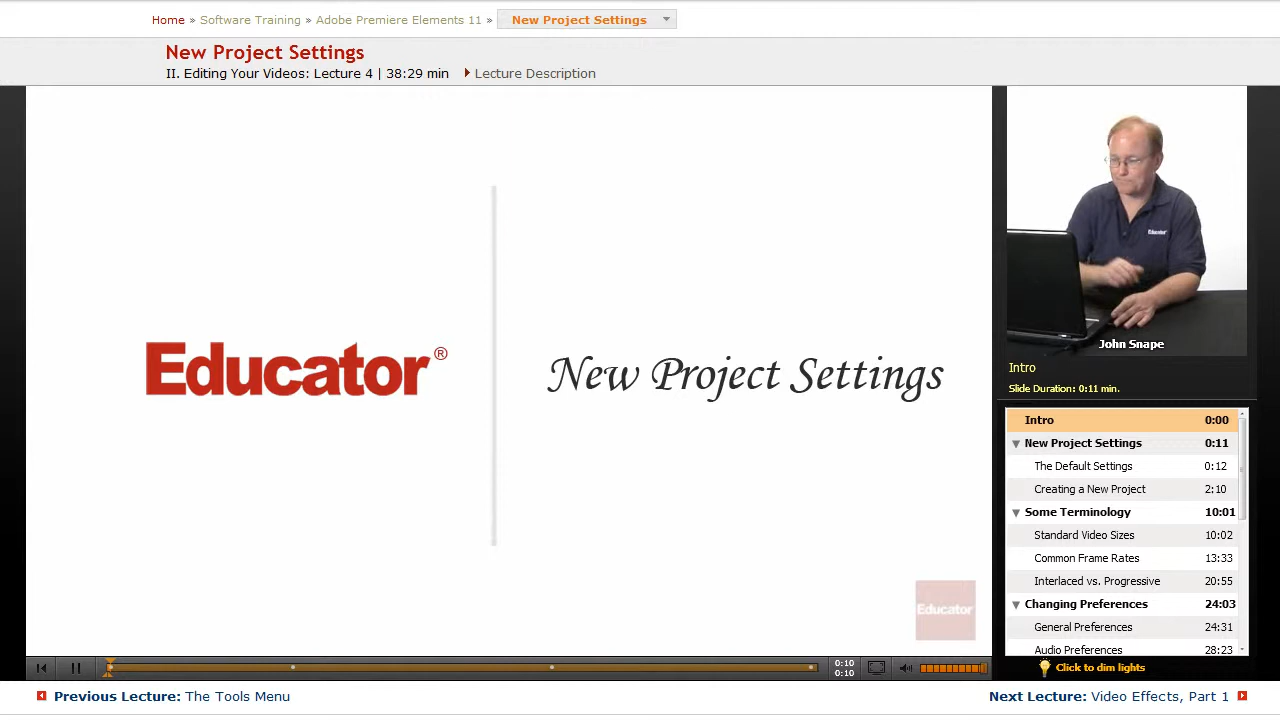 Home » Software Training » Adobe Premiere Elements 11 » New Project Settings
New Project Settings
II. Editing Your Videos: Lecture 4 | 38:29 min Lecture Description
Educator®
New Project Settings
Educator
Educator
John Snape
Intro
Slide Duration: 0:11 min.
Intro 0:00
New Project Settings 0:11
The Default Settings 0:12
Creating a New Project 2:10
Some Terminology 10:01
Standard Video Sizes 10:02
Common Frame Rates 13:33
Interlaced vs. Progressive 20:55
Changing Preferences 24:03
General Preferences 24:31
Audio Preferences 28:23
0:10
0:10
Click to dim lights
Previous Lecture: The Tools Menu
Next Lecture: Video Effects, Part 1